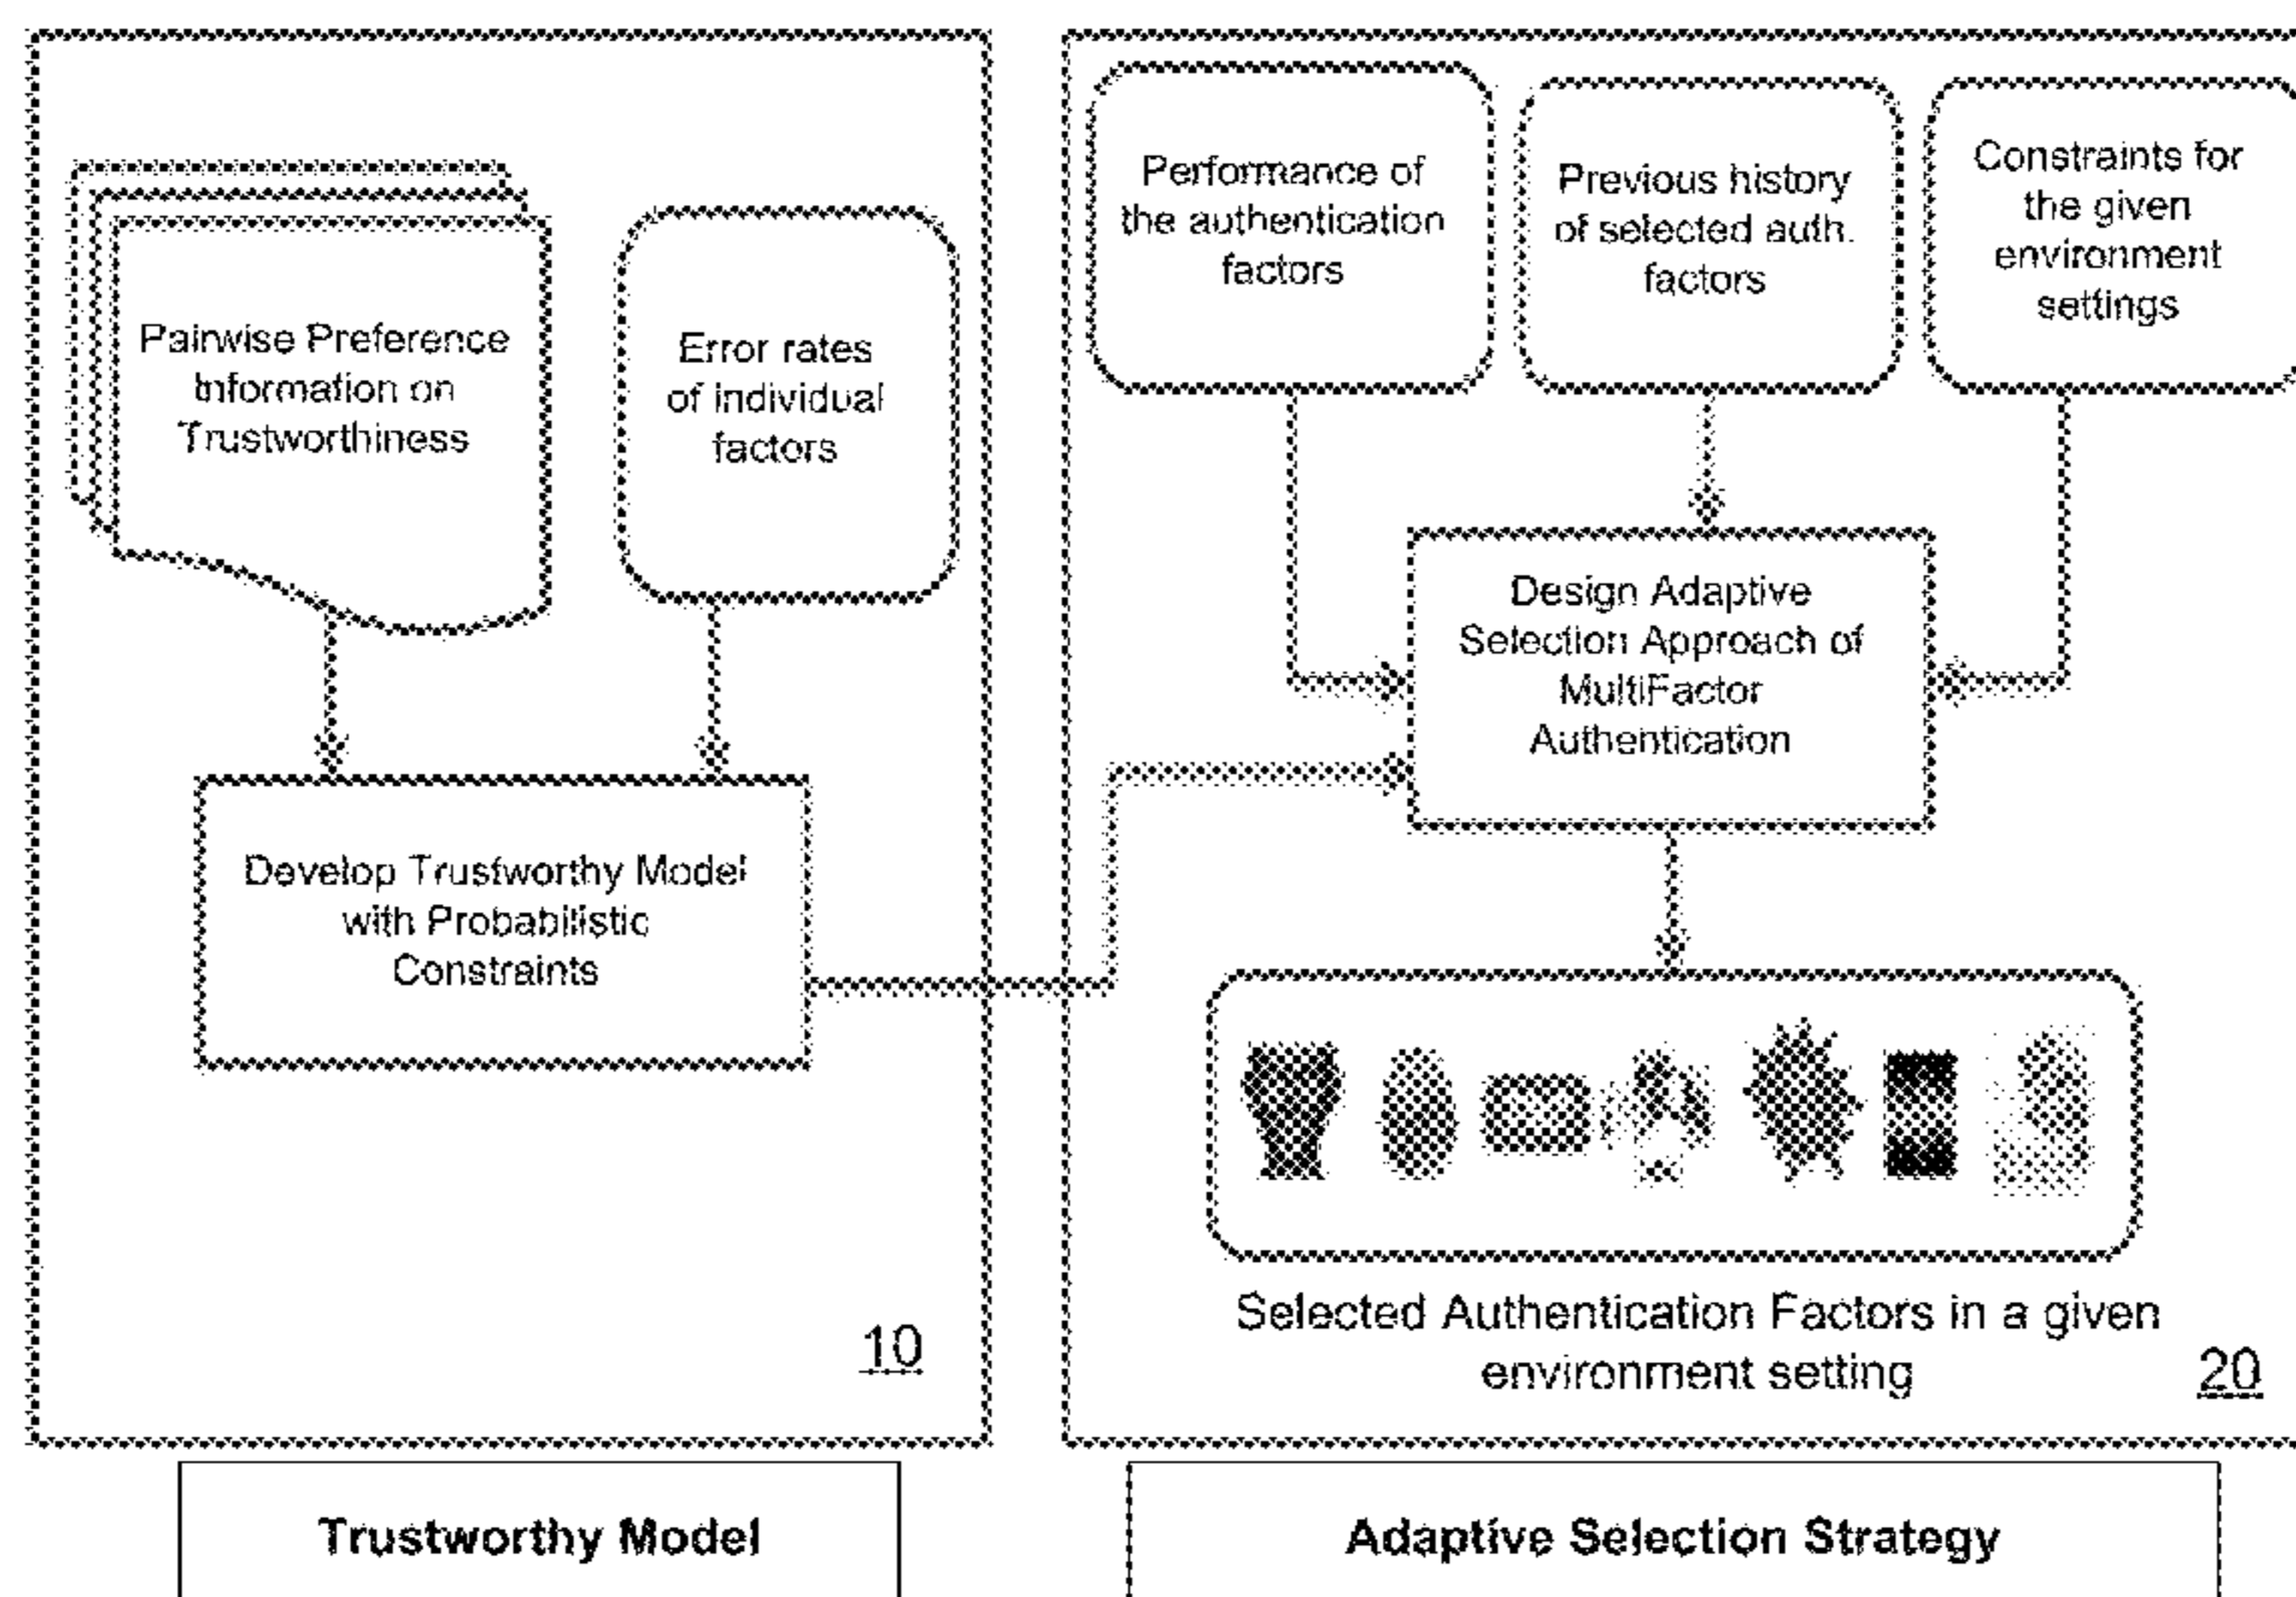 Pairwise Preference
Information on
Trustworthiness
Error rates
of individual
factors
Develop Trustworthy Model
with Probabilistic
Constraints
10
Trustworthy Model
Performance of
the authentication
factors
Previous history
of selected auth.
factors
Constraints for
the given
environment
settings
Design Adaptive
Selection Approach of
MultiFactor
Authentication
Selected Authentication Factors in a given
environment setting
20
Adaptive Selection Strategy